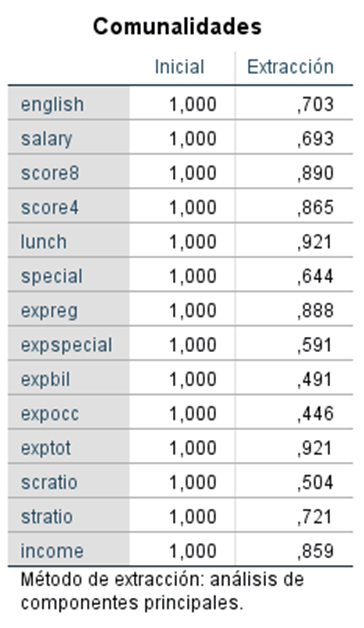 Comunalidades
Inicial Extracción
english 1,000 ,703
salary 1,000 ,693
score8 1,000 ,890
score4 1,000 ,865
lunch 1,000 ,921
special 1,000 ,644
expreg 1,000 ,888
expspecial 1,000 ,591
expbil 1,000 ,491
expocc 1,000 ,446
exptot 1,000 ,921
scratio 1,000 ,504
stratio 1,000 ,721
income 1,000 ,859
Método de extracción: análisis de
componentes principales.